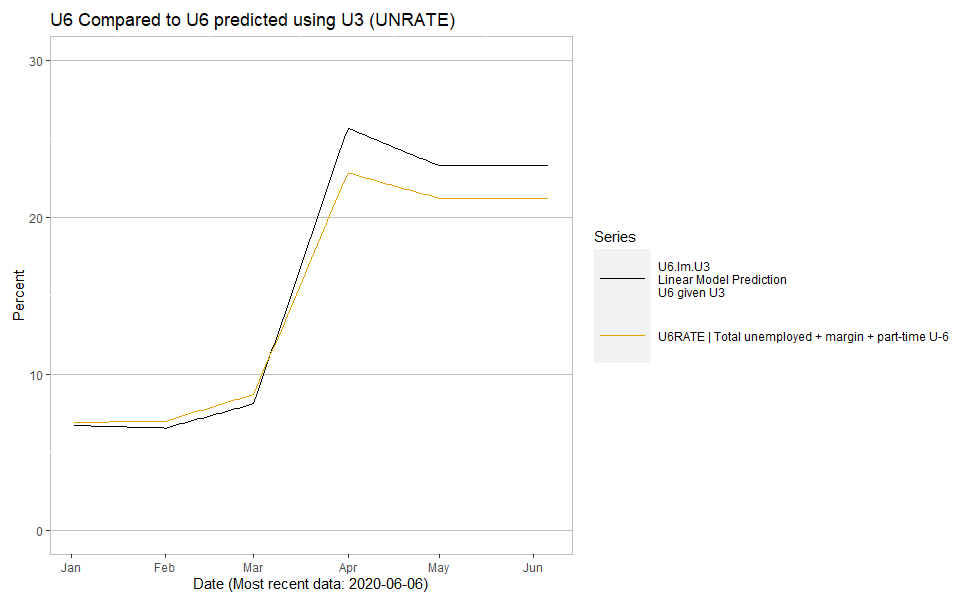 U6 Compared to U6 predicted using U3 (UNRATE)
30
20
10
0
Percent
Jan Feb Mar Apr May Jun
Date (Most recent data: 2020-06-06)
Series
U6.lm.U3
Linear Model Prediction
U6 given U3
U6RATE | Total unemployed + margin + part-time U-6